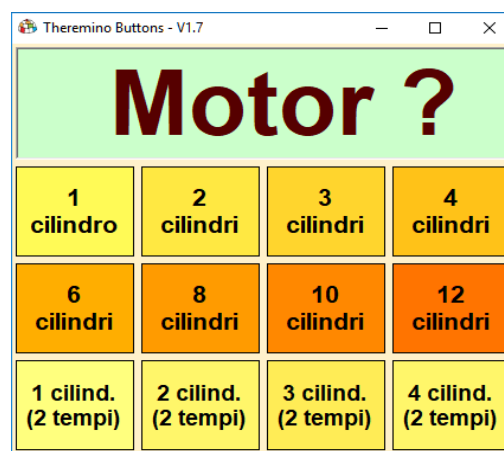 Theremino Buttons - V1.7
Motor ?
1
cilindro
2
cilindri
3
cilindri
4
cilindri
6
cilindri
8
cilindri
10
cilindri
12
cilindri
1 cilind.
(2 tempi)
2 cilind.
(2 tempi)
3 cilind.
(2 tempi)
4 cilind.
(2 tempi)